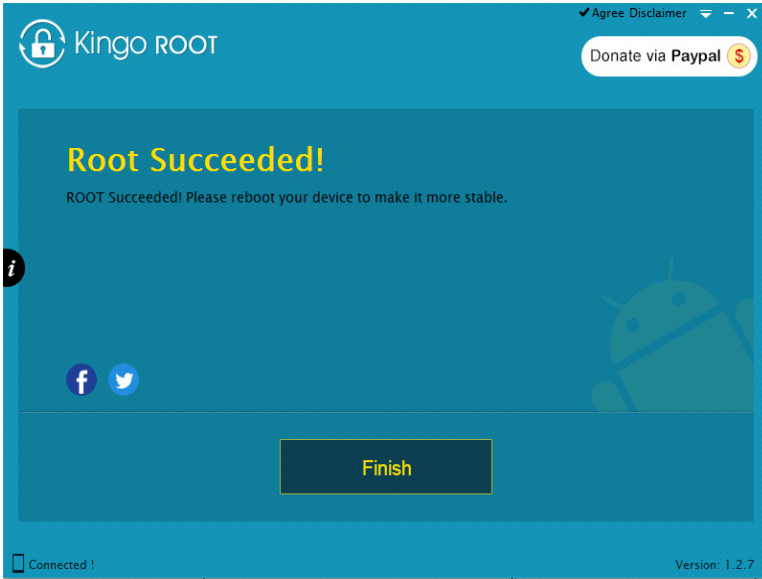 ✔Agree Disclaimer
Kingo ROOT
Donate via Paypal $
Root Succeeded!
ROOT Succeeded! Please reboot your device to make it more stable.
i
f
Finish
Connected !
Version: 1.2.7